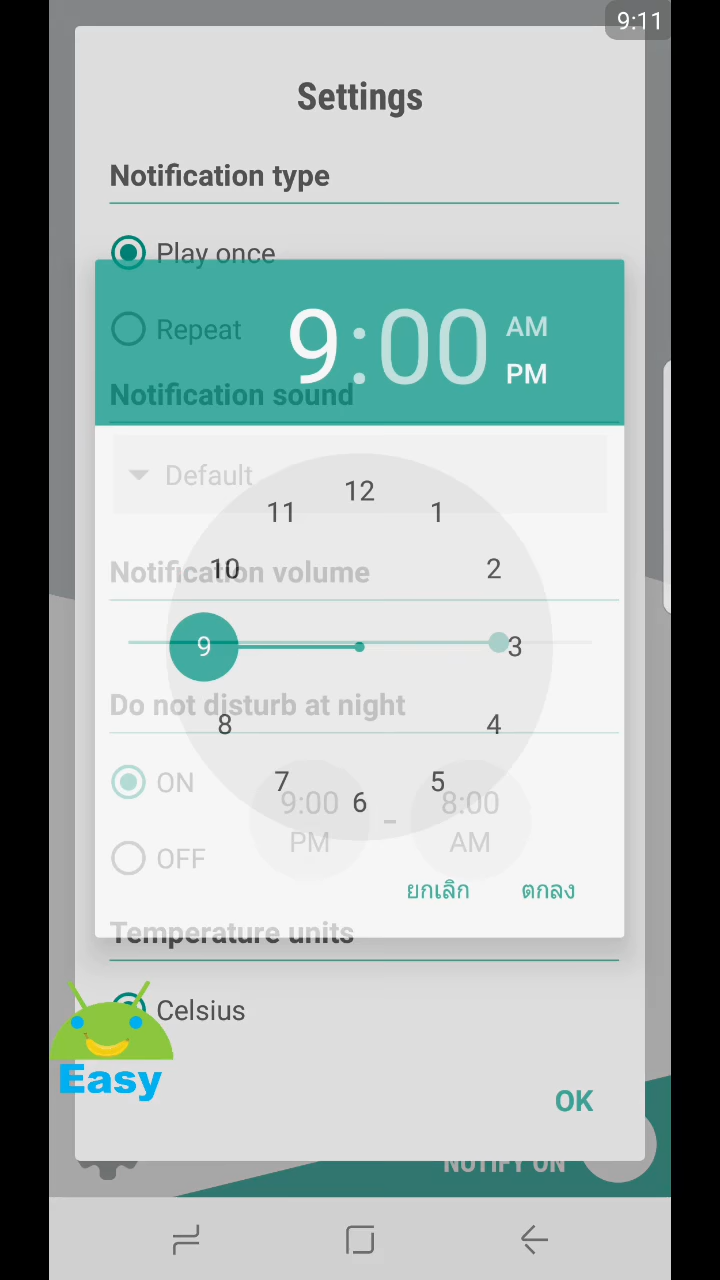 9:11
Settings
Notification type
Play once
Repeat
9:00
AM
PM
Notification sound
Default
12
11
1
10
2
Notification volume
9
3
Do not disturb at night
8
4
ON
7
5
9:00
PM
6
-
8:00
AM
OFF
ยกเลิก ตกลง
Temperature units
Celsius
Easy
OK
NOTIFY ON